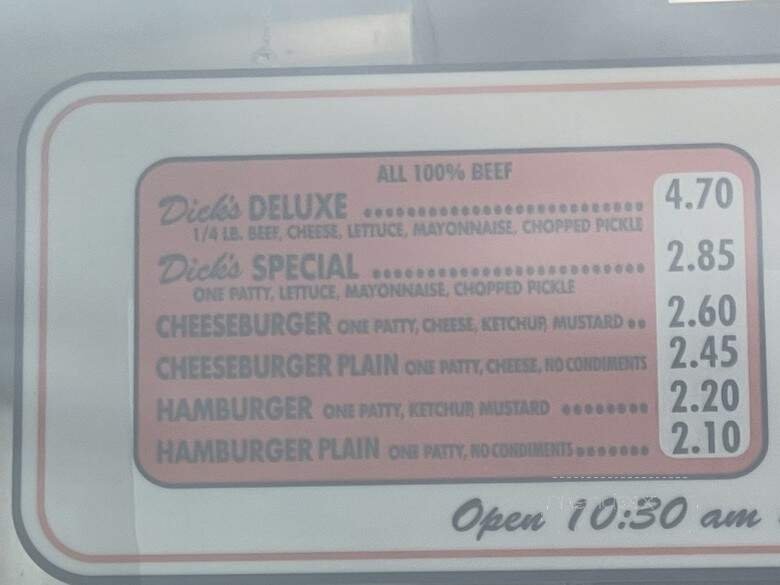 ALL 100% BEEF
Dick's DELUXE ........................... 4.70
1/4 LB. BEEF, CHEESE, LETTUCE, MAYONNAISE, CHOPPED PICKLE
Dick's SPECIAL .......................... 2.85
ONE PATTY, LETTUCE, MAYONNAISE, CHOPPED PICKLE
CHEESEBURGER ONE PATTY, CHEESE, KETCHUP, MUSTARD .. 2.60
CHEESEBURGER PLAIN ONE PATTY, CHEESE, NO CONDIMENTS 2.45
HAMBURGER ONE PATTY, KETCHUP, MUSTARD ........ 2.20
HAMBURGER PLAIN ONE PATTY, NO CONDIMENTS ....... 2.10
Open 10:30 am